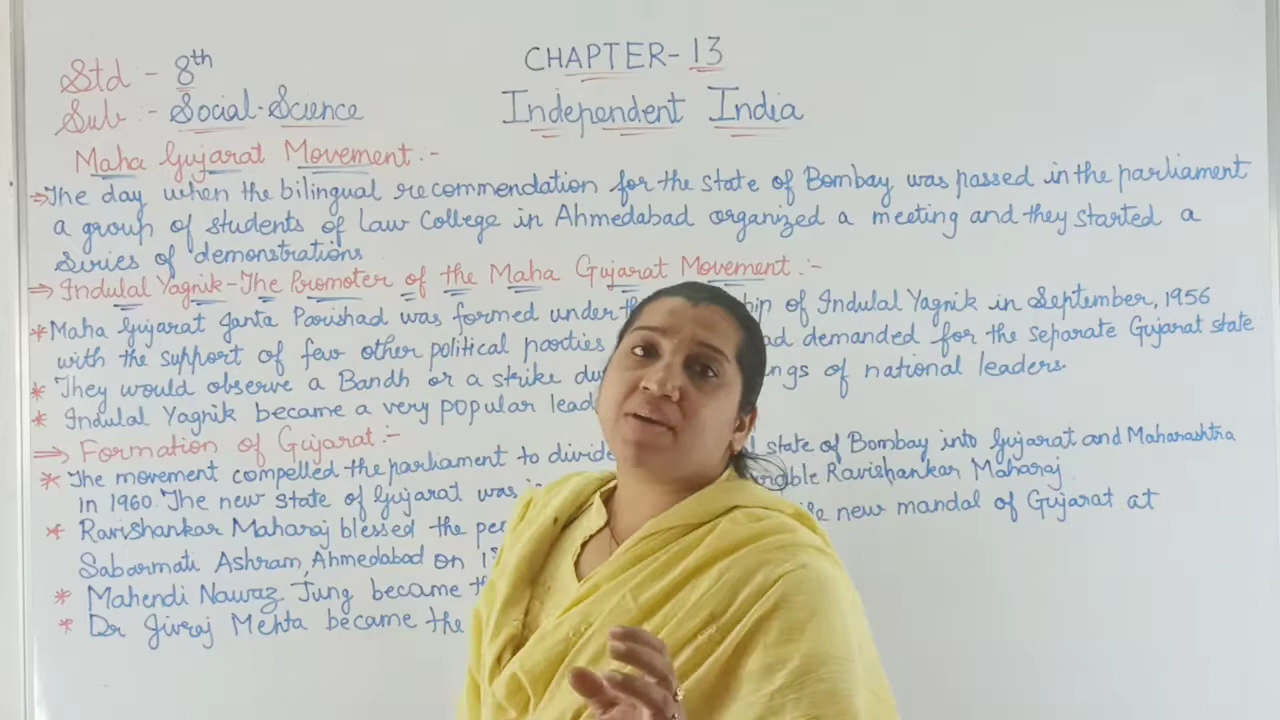 Std - 8th
CHAPTER-13
Sub :- Social-Science
Independent India
Maha Gujarat Movement :-
⇒ The day when the bilingual recommendation for the state of Bombay was passed in the parliament
a group of students of Law College in Ahmedabad organized a meeting and they started a
series of demonstrations
⇒ Indulal Yagnik-The Promoter of the Maha Gujarat Movement :-
* Maha Gujarat Janta Parishad was formed under of Indulal Yagnik in September, 1956
with the support of few other political parties demanded for the separate Gujarat state
* They would observe a Bandh or a strike of national leaders
* Indulal Yagnik became a very popular
⇒ Formation of Gujarat :-
* The movement compelled the parliament to state of Bombay into Gujarat and Maharashtra
in 1960. The new state of Gujarat was Ravishankar Maharaj
* Ravishankar Maharaj blessed the new mandal of Gujarat at
Sabarmati Ashram, Ahmedabad on
* Mahendi Nawaz Jung became
* Dr Jivraj Mehta became the